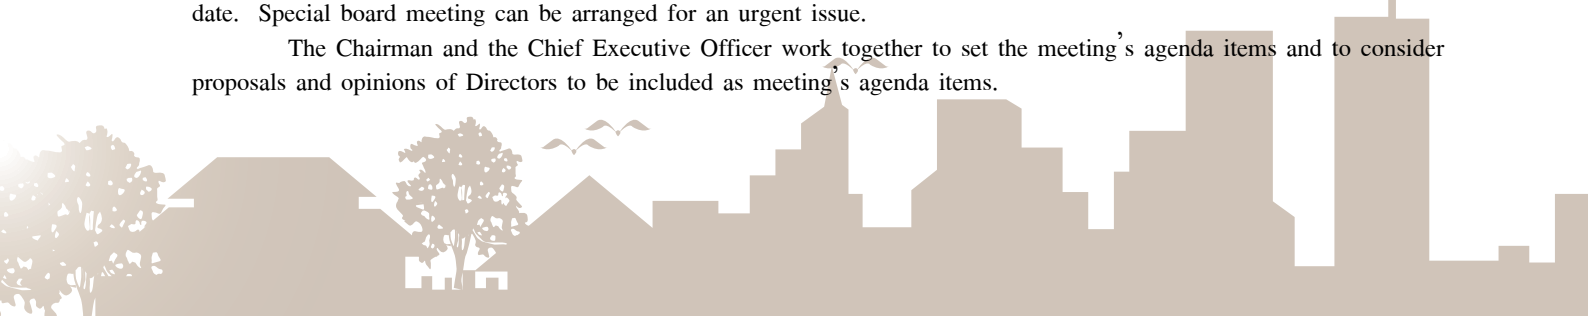 date. Special board meeting can be arranged for an urgent issue.
The Chairman and the Chief Executive Officer work together to set the meeting's agenda items and to consider
proposals and opinions of Directors to be included as meeting's agenda items.